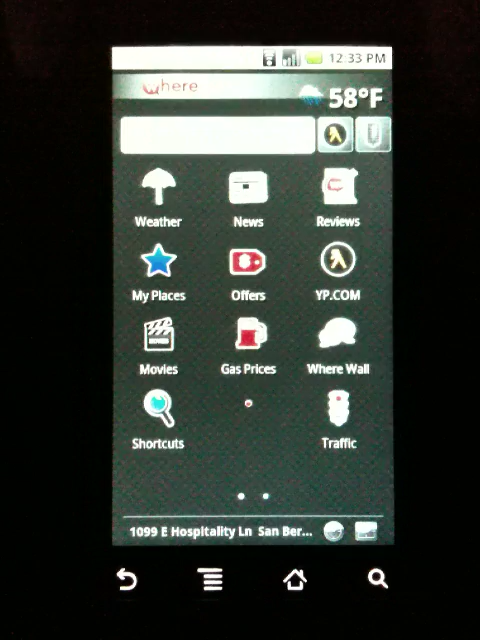 12:33 PM
where
58°F
Weather News Reviews
My Places Offers YP.COM
Movies Gas Prices Where Wall
Shortcuts Traffic
1099 E Hospitality Ln San Ber...